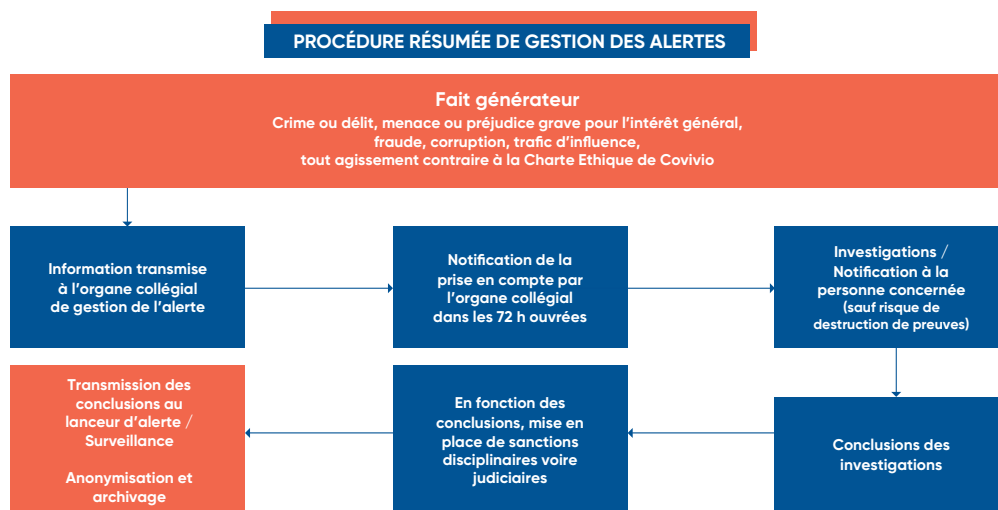 PROCÉDURE RÉSUMÉE DE GESTION DES ALERTES
Fait générateur
Crime ou délit, menace ou préjudice grave pour l'intérêt général,
fraude, corruption, trafic d'influence,
tout agissement contraire à la Charte Ethique de Covivio
Information transmise
à l'organe collégial
de gestion de l'alerte
Notification de la
prise en compte par
l'organe collégial
dans les 72 h ouvrées
Investigations /
Notification à la
personne concernée
(sauf risque de
destruction de preuves)
Conclusions des
investigations
En fonction des
conclusions, mise en
place de sanctions
disciplinaires voire
judiciaires
Transmission des
conclusions au
lanceur d'alerte /
Surveillance
Anonymisation et
archivage